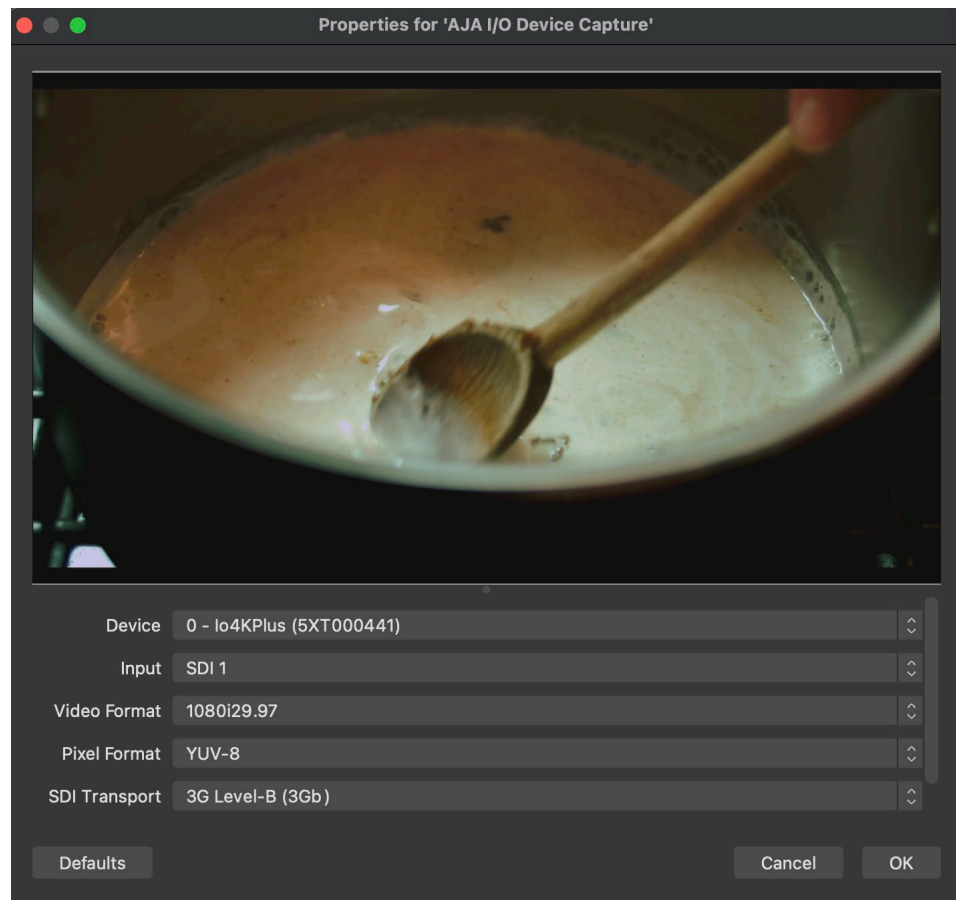 Properties for 'AJA I/O Device Capture'
Device 0 - Io4KPlus (5XT000441)
Input SDI 1
Video Format 1080i29.97
Pixel Format YUV-8
SDI Transport 3G Level-B (3Gb)
Defaults Cancel OK